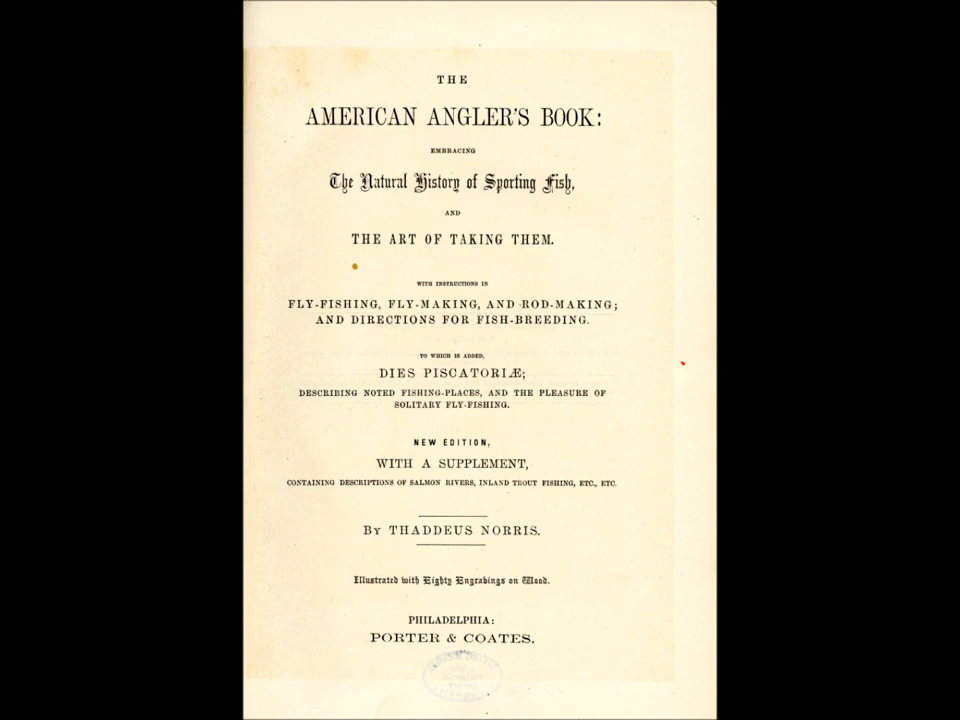 THE
AMERICAN ANGLER'S BOOK:
EMBRACING
The Natural History of Sporting Fish,
AND
THE ART OF TAKING THEM.
WITH INSTRUCTIONS IN
FLY-FISHING, FLY-MAKING, AND ROD-MAKING;
AND DIRECTIONS FOR FISH-BREEDING.
TO WHICH IS ADDED,
DIES PISCATORIÆ;
DESCRIBING NOTED FISHING-PLACES, AND THE PLEASURE OF
SOLITARY FLY-FISHING.
NEW EDITION,
WITH A SUPPLEMENT,
CONTAINING DESCRIPTIONS OF SALMON RIVERS, INLAND TROUT FISHING, ETC., ETC.
BY THADDEUS NORRIS.
Illustrated with Eighty Engrabings on Wood.
PHILADELPHIA:
PORTER & COATES.